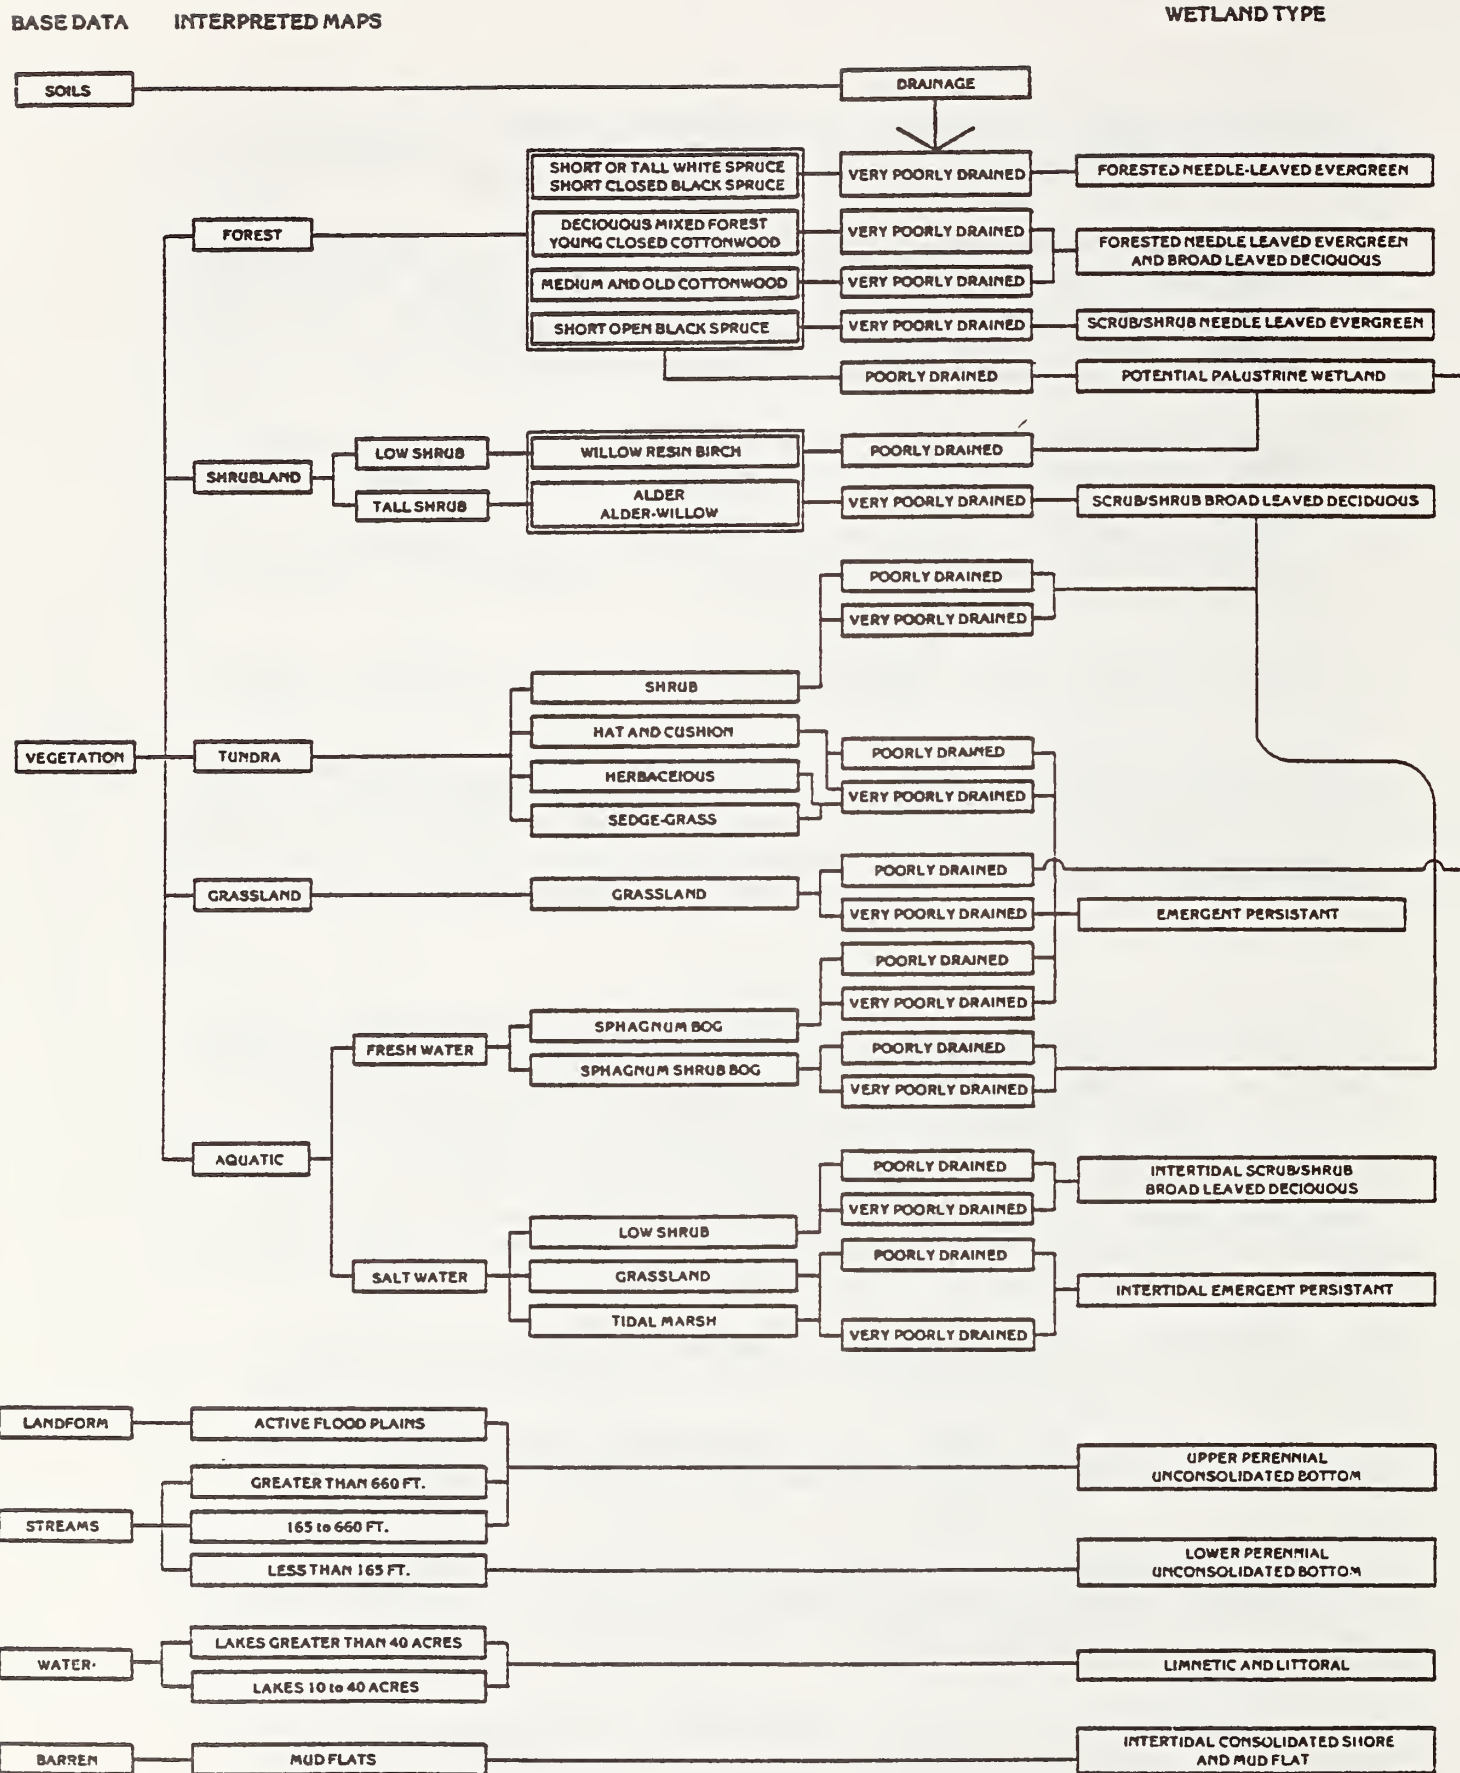 BASE DATA INTERPRETED MAPS WETLAND TYPE
SOILS
DRAINAGE
SHORT OR TALL WHITE SPRUCE
SHORT CLOSED BLACK SPRUCE
VERY POORLY DRAINED
FORESTED NEEDLE-LEAVED EVERGREEN
FOREST
DECIOUOUS MIXED FOREST
YOUNG CLOSED COTTONWOOD
VERY POORLY DRAINED
FORESTED NEEDLE LEAVED EVERGREEN
AND BROAD LEAVED DECIOUOUS
MEDIUM AND OLD COTTONWOOD
VERY POORLY DRAINED
SHORT OPEN BLACK SPRUCE
VERY POORLY DRAINED
SCRUB/SHRUB NEEDLE LEAVED EVERGREEN
POORLY DRAINED
POTENTIAL PALUSTRINE WETLAND
SHRUBLAND
LOW SHRUB
WILLOW RESIN BIRCH
POORLY DRAINED
TALL SHRUB
ALDER
ALDER-WILLOW
VERY POORLY DRAINED
SCRUB/SHRUB BROAD LEAVED DECIDUOUS
POORLY DRAINED
VERY POORLY DRAINED
SHRUB
VEGETATION
TUNDRA
HAT AND CUSHION
HERBACEIOUS
SEDGE-GRASS
POORLY DRAINED
VERY POORLY DRAINED
GRASSLAND
GRASSLAND
POORLY DRAINED
VERY POORLY DRAINED
EMERGENT PERSISTANT
POORLY DRAINED
VERY POORLY DRAINED
FRESH WATER
SPHAGNUM BOG
SPHAGNUM SHRUB BOG
POORLY DRAINED
VERY POORLY DRAINED
AQUATIC
POORLY DRAINED
VERY POORLY DRAINED
INTERTIDAL SCRUB/SHRUB
BROAD LEAVED DECIOUOUS
SALT WATER
LOW SHRUB
GRASSLAND
TIDAL MARSH
POORLY DRAINED
VERY POORLY DRAINED
INTERTIDAL EMERGENT PERSISTANT
LANDFORM
ACTIVE FLOOD PLAINS
UPPER PERENNIAL
UNCONSOLIDATED BOTTOM
STREAMS
GREATER THAN 660 FT.
165 to 660 FT.
LESS THAN 165 FT.
LOWER PERENNIAL
UNCONSOLIDATED BOTTOM
WATER·
LAKES GREATER THAN 40 ACRES
LAKES 10 to 40 ACRES
LIMNETIC AND LITTORAL
BARREN
MUD FLATS
INTERTIDAL CONSOLIDATED SHORE
AND MUD FLAT